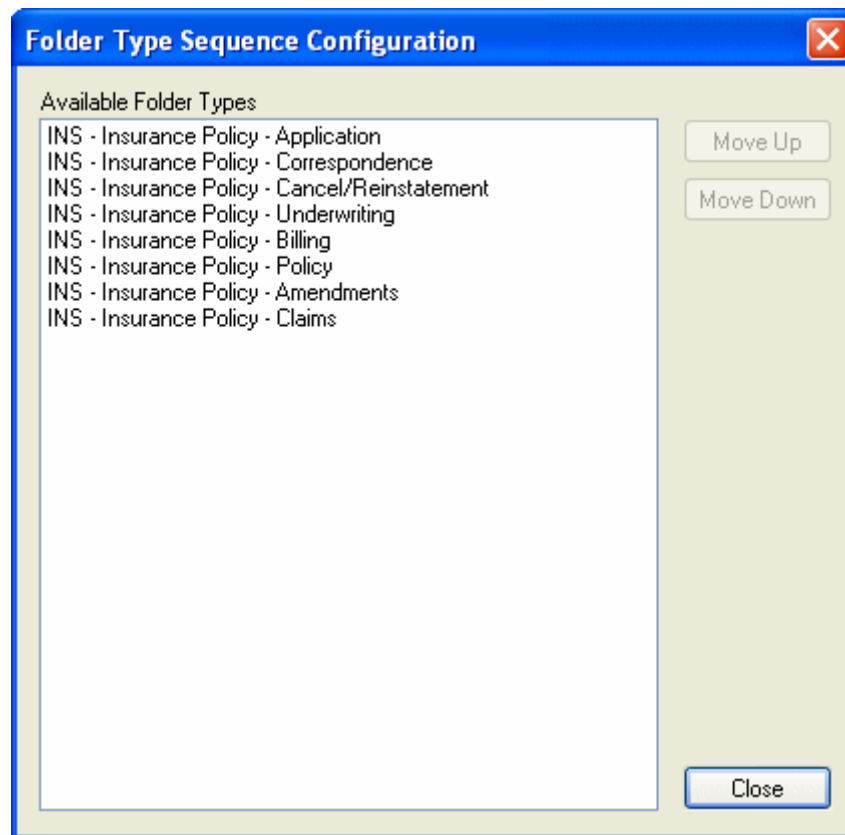 Folder Type Sequence Configuration
Available Folder Types
INS - Insurance Policy - Application
INS - Insurance Policy - Correspondence
INS - Insurance Policy - Cancel/Reinstatement
INS - Insurance Policy - Underwriting
INS - Insurance Policy - Billing
INS - Insurance Policy - Policy
INS - Insurance Policy - Amendments
INS - Insurance Policy - Claims
Move Up
Move Down
Close